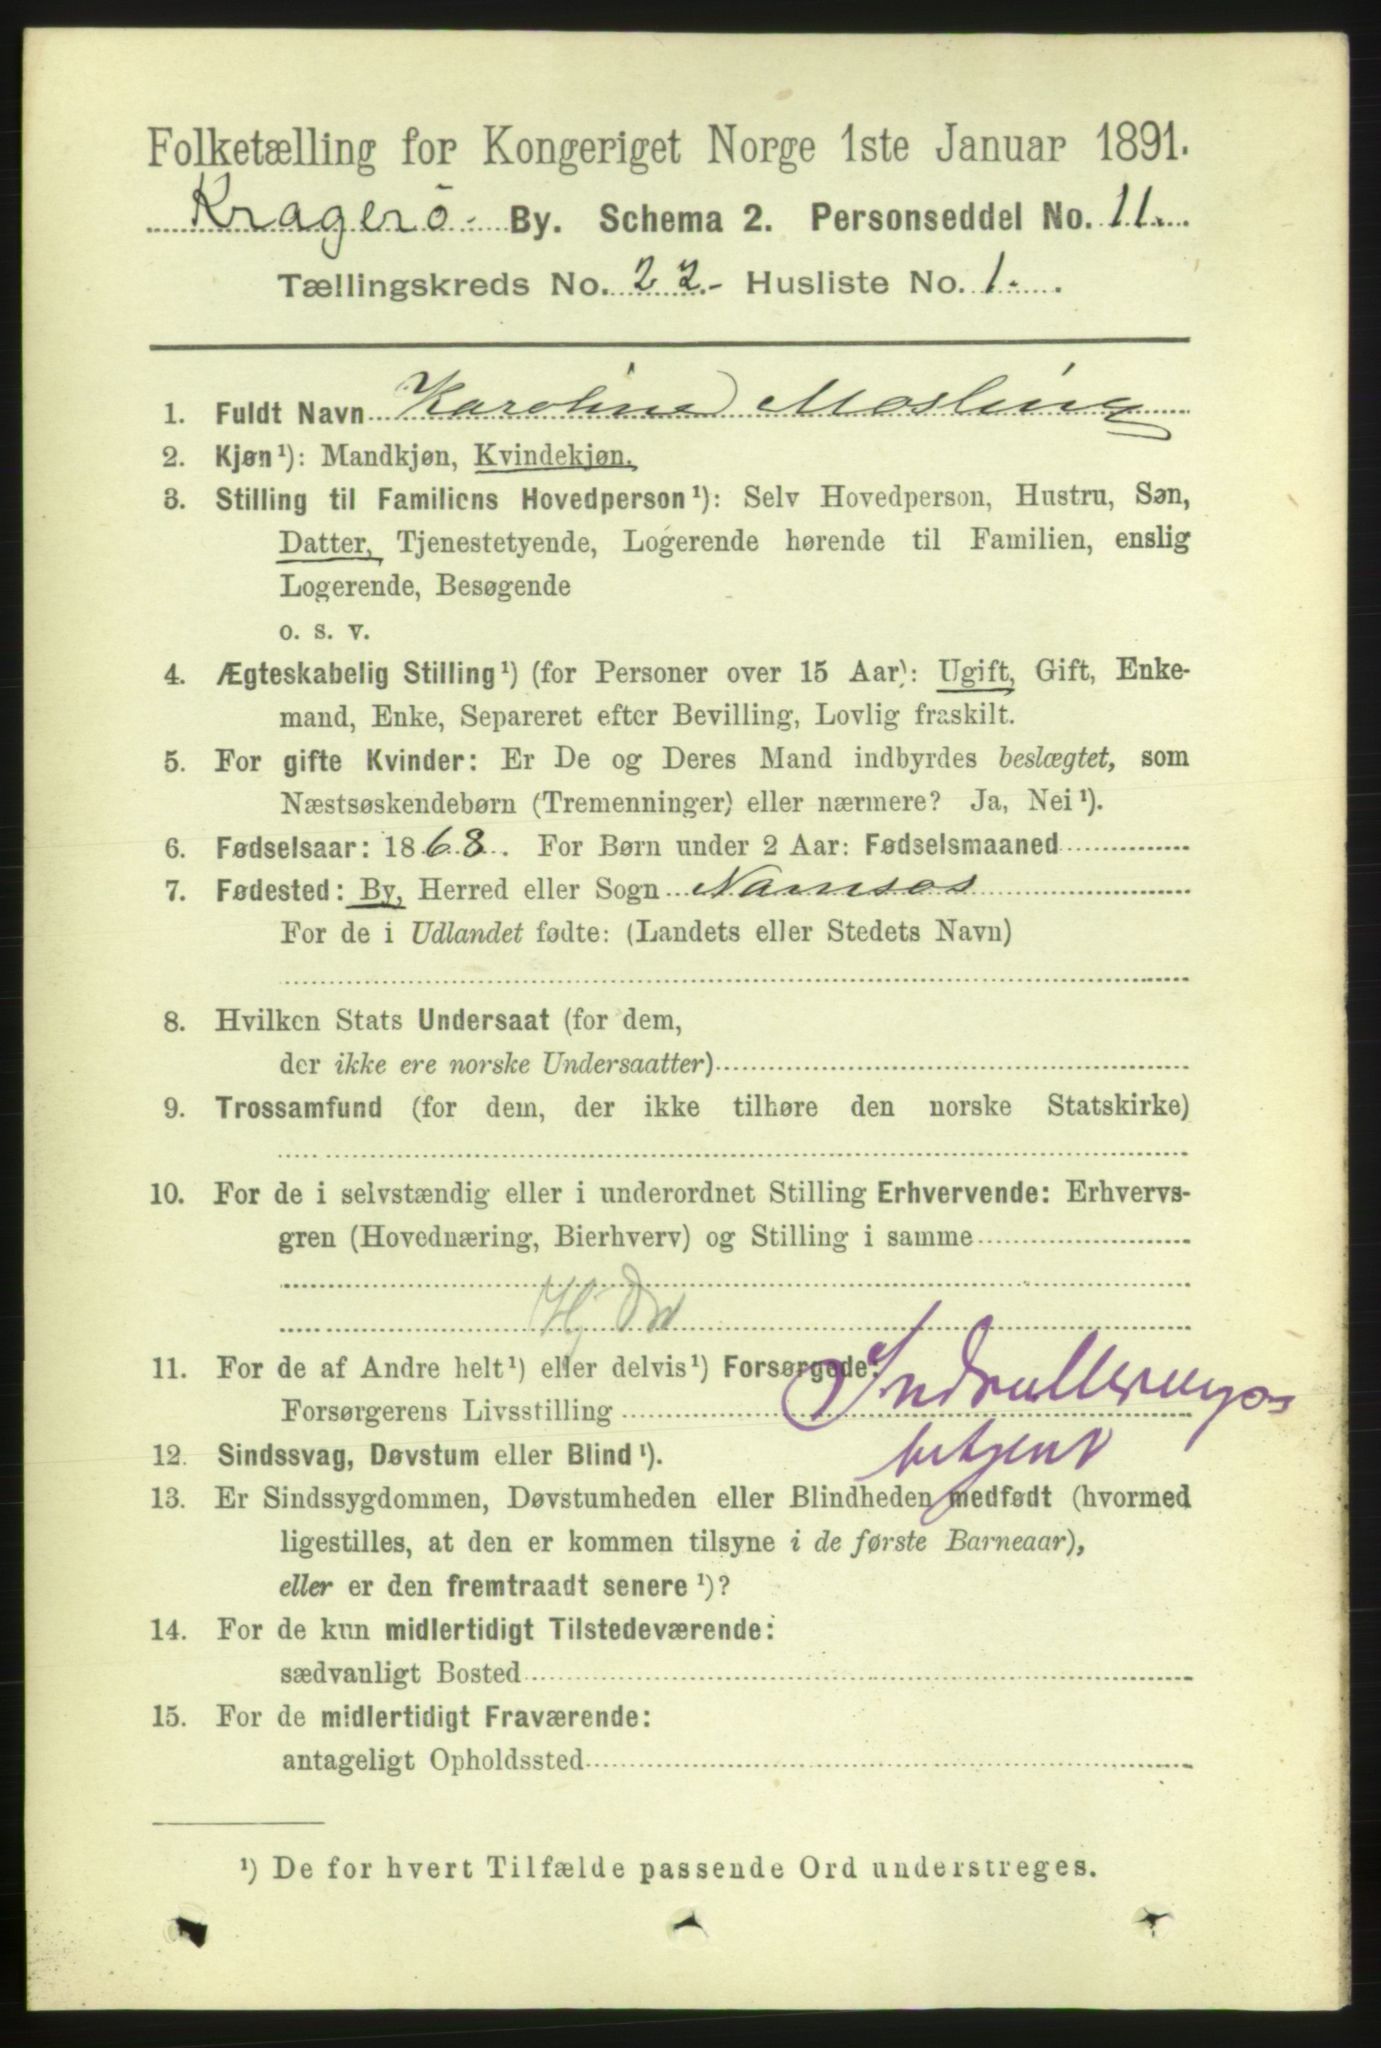 Folketælling for Kongeriget Norge 1ste Januar 1891.
Kragerö. By. Schema 2. Personseddel No. 11.
Tællingskreds No. 22. Husliste No. 1.
1. Fuldt Navn Karoline Mosling
2. Kjøn¹): Mandkjøn, Kvindekjøn.
3. Stilling til Familiens Hovedperson¹): Selv Hovedperson, Hustru, Søn,
Datter, Tjenestetyende, Logerende hørende til Familien, enslig
Logerende, Besøgende
o. s. v.
4. Ægteskabelig Stilling¹) (for Personer over 15 Aar): Ugift, Gift, Enke-
mand, Enke, Separeret efter Bevilling, Lovlig fraskilt.
5. For gifte Kvinder: Er De og Deres Mand indbyrdes beslægtet, som
Næstsøskendebørn (Tremenninger) eller nærmere? Ja, Nei¹).
6. Fødselsaar: 1868. For Børn under 2 Aar: Fødselsmaaned
7. Fødested: By, Herred eller Sogn Namsos
For de i Udlandet fødte: (Landets eller Stedets Navn)
8. Hvilken Stats Undersaat (for dem,
der ikke ere norske Undersaatter)
9. Trossamfund (for dem, der ikke tilhøre den norske Statskirke)
10. For de i selvstændig eller i underordnet Stilling Erhvervende: Erhvervs-
gren (Hovednæring, Bierhverv) og Stilling i samme
Hj
11. For de af Andre helt¹) eller delvis¹) Forsørgede:
Forsørgerens Livsstilling Indrullerings-
betjent
12. Sindssvag, Døvstum eller Blind¹).
13. Er Sindssygdommen, Døvstumheden eller Blindheden medfødt (hvormed
ligestilles, at den er kommen tilsyne i de første Barneaar),
eller er den fremtraadt senere¹)?
14. For de kun midlertidigt Tilstedeværende:
sædvanligt Bosted
15. For de midlertidigt Fraværende:
antageligt Opholdssted
¹) De for hvert Tilfælde passende Ord understreges.